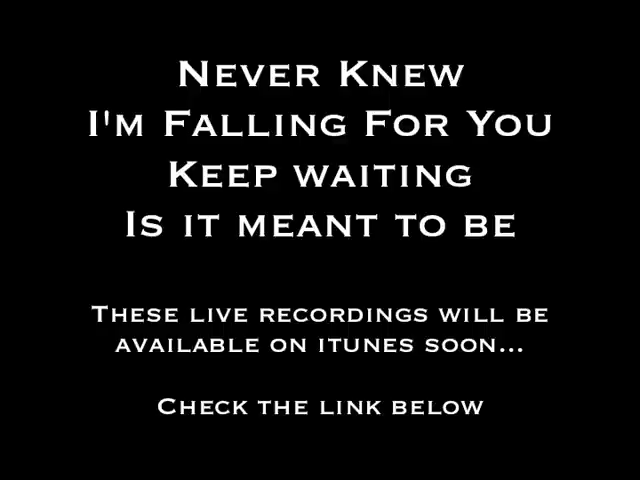 Never Knew
I'm Falling For You
Keep waiting
Is it meant to be
These live recordings will be
available on itunes soon...
Check the link below